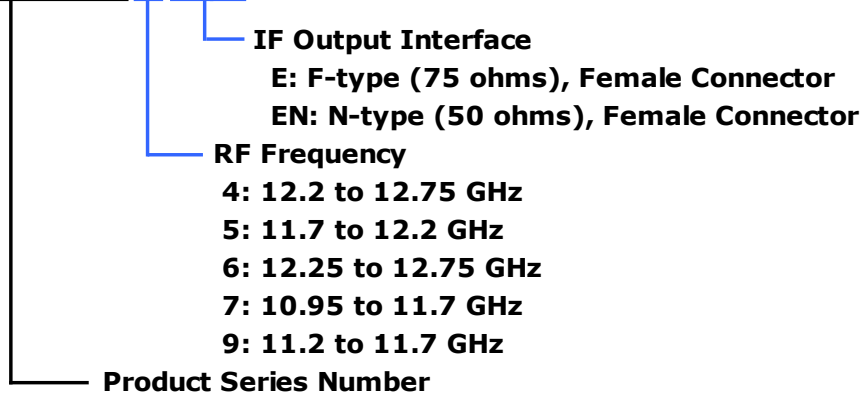 IF Output Interface
E: F-type (75 ohms), Female Connector
EN: N-type (50 ohms), Female Connector
RF Frequency
4: 12.2 to 12.75 GHz
5: 11.7 to 12.2 GHz
6: 12.25 to 12.75 GHz
7: 10.95 to 11.7 GHz
9: 11.2 to 11.7 GHz
Product Series Number